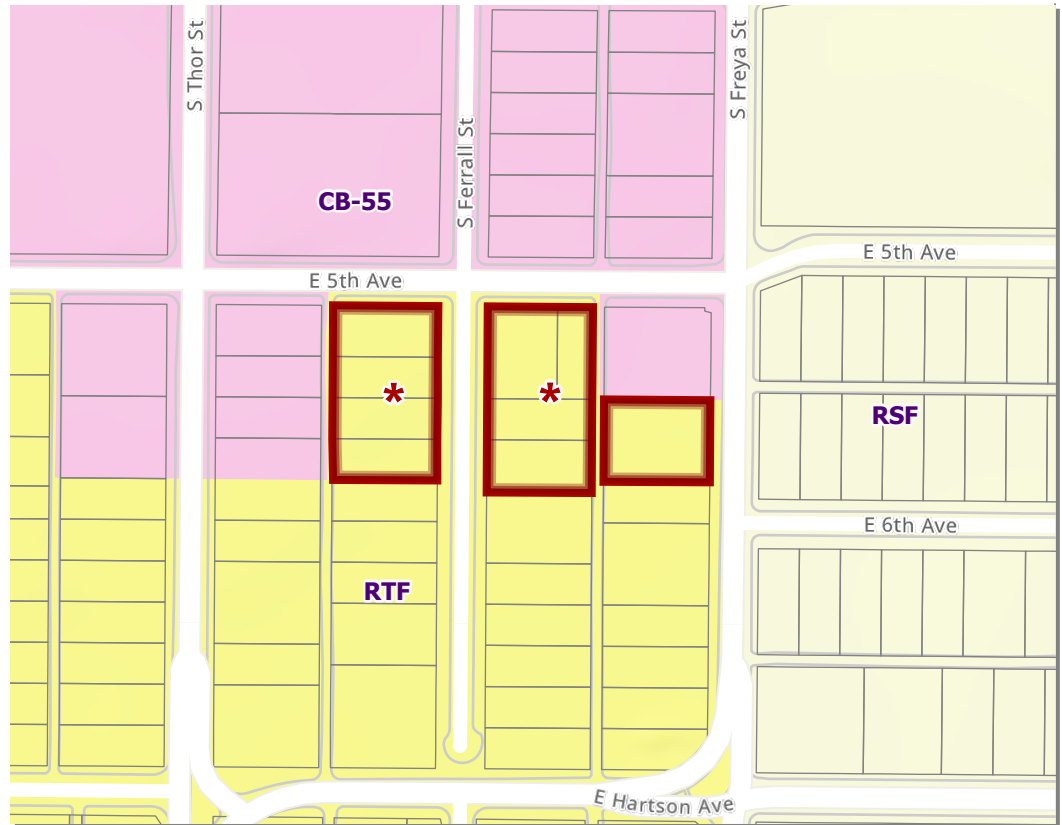 S Thor St
S Freya St
S Ferrall St
CB-55
E 5th Ave
E 5th Ave
*
*
RSF
E 6th Ave
RTF
E Hartson Ave